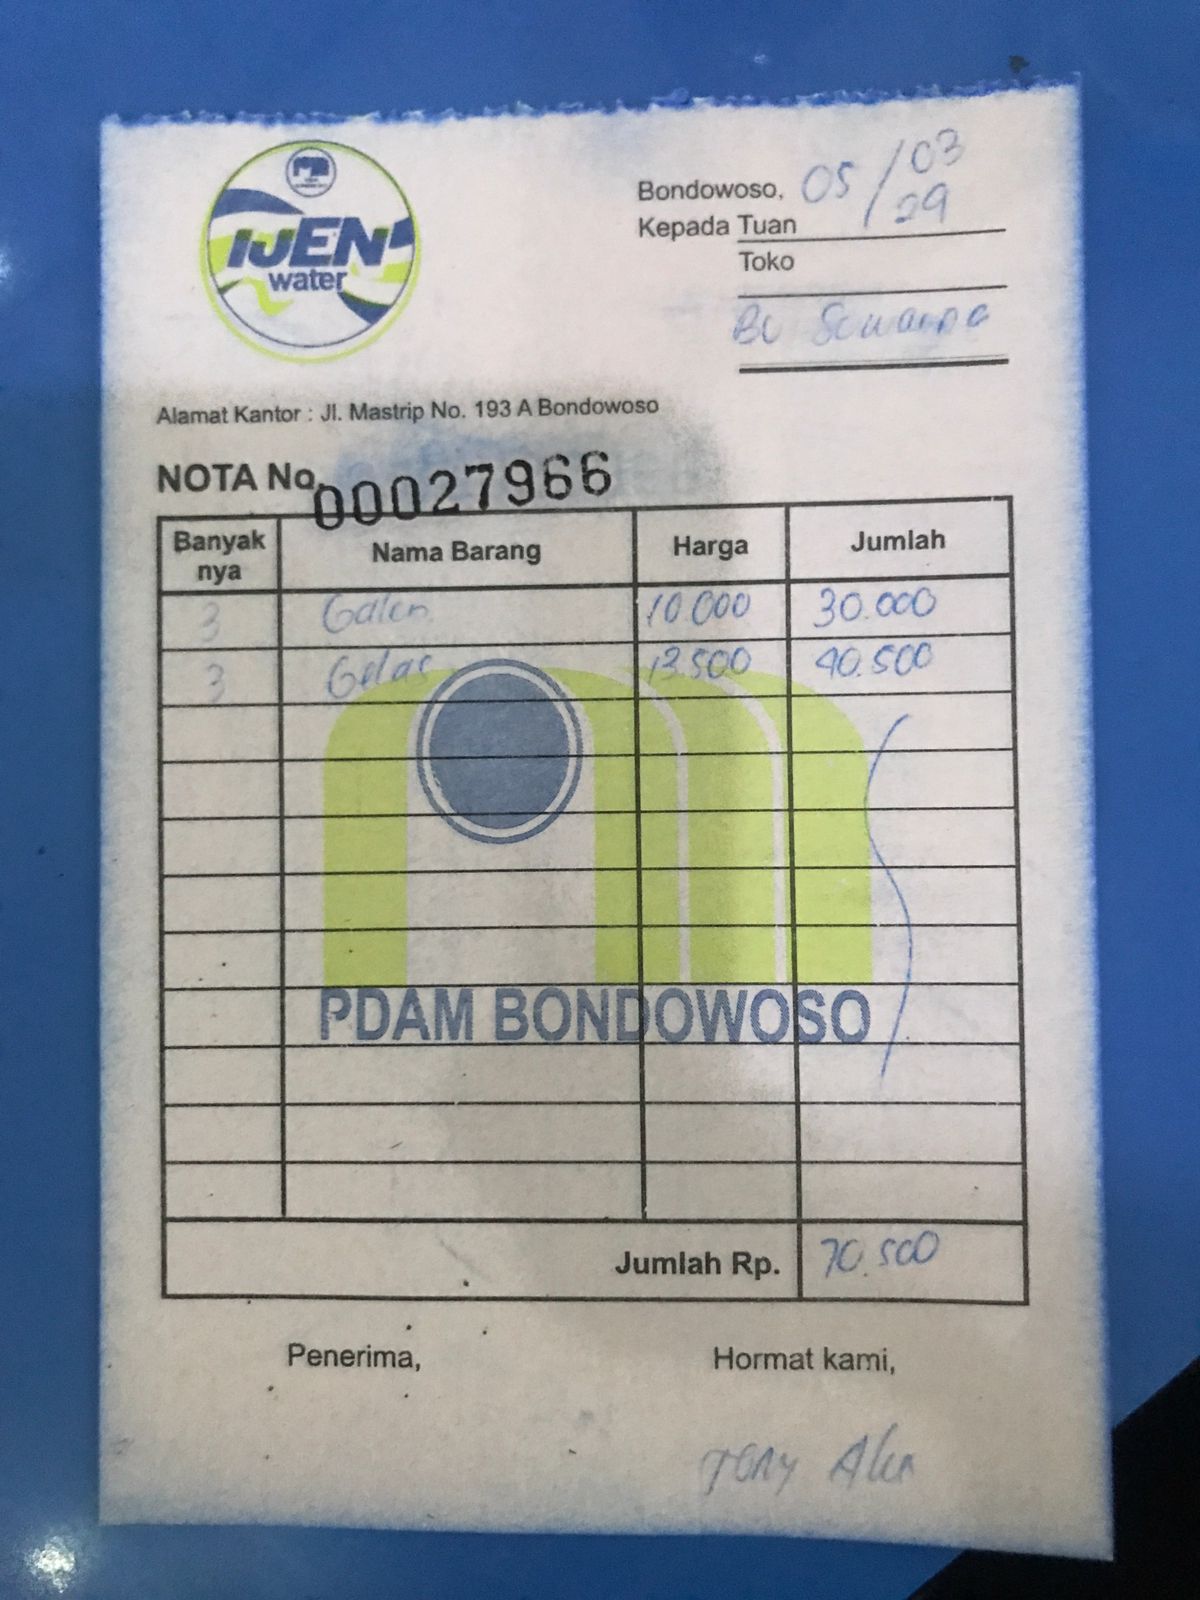 IJEN
water
Bondowoso, 05/03
29
Kepada Tuan
Toko
Bu
Alamat Kantor : Jl. Mastrip No. 193 A Bondowoso
NOTA No. 00027966
Banyak nya Nama Barang Harga Jumlah
3 Galon 10.000 30.000
3 Gelas 13.500 40.500
PDAM BONDOWOSO
Jumlah Rp. 70.500
Penerima, Hormat kami,
Tony